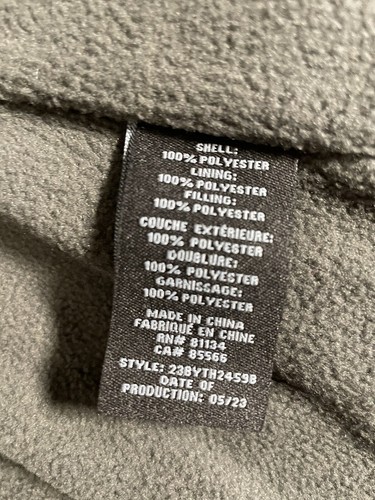 SHELL:
100% POLYESTER
LINING:
100% POLYESTER
FILLING:
100% POLYESTER
COUCHE EXTÉRIEURE:
100% POLYESTER
DOUBLURE:
100% POLYESTER
GARNISSAGE:
100% POLYESTER
MADE IN CHINA
FABRIQUÉ EN CHINE
RN# 81134
CA# 85566
STYLE: 23BYTH2459B
DATE OF
PRODUCTION: 05/23